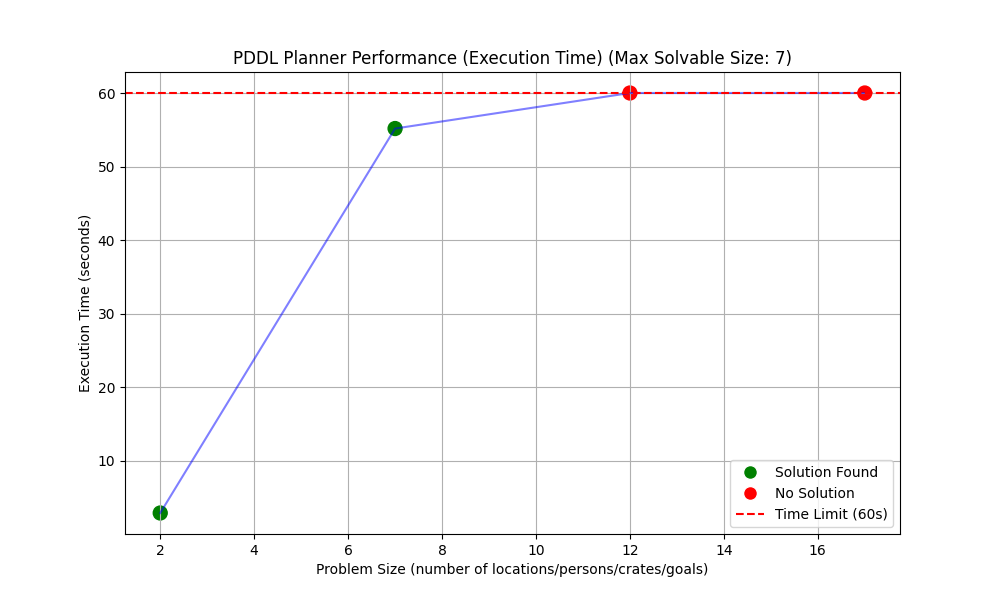 PDDL Planner Performance (Execution Time) (Max Solvable Size: 7)
Execution Time (seconds)
60
50
40
30
20
10
Solution Found
No Solution
Time Limit (60s)
2 4 6 8 10 12 14 16
Problem Size (number of locations/persons/crates/goals)